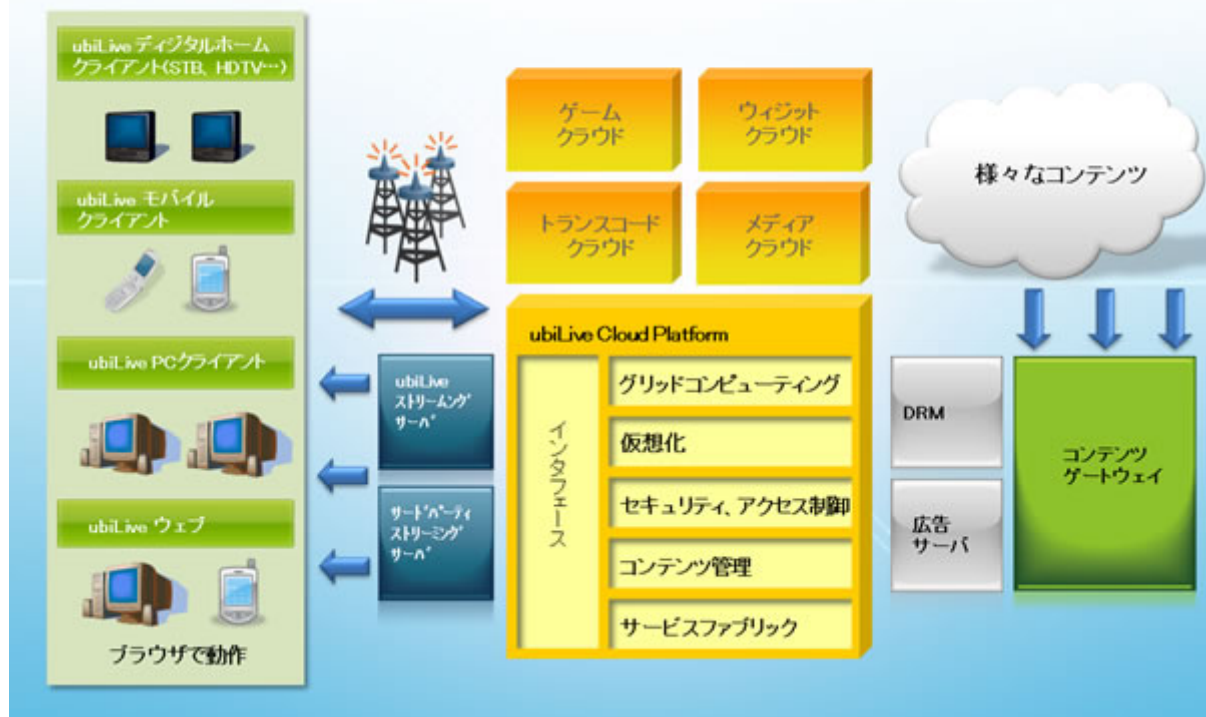 ubiLive ディジタルホーム
クライアント(STB、HDTV…)
ubiLive モバイル
クライアント
ubiLive PCクライアント
ubiLive ウェブ
ブラウザで動作
ubiLive
ストリームング
サーバ
サードパーティ
ストリーミング
サーバ
ゲーム
クラウド
ウィジット
クラウド
トランスコード
クラウド
メディア
クラウド
ubiLive Cloud Platform
インタフェース
グリッドコンピューティング
仮想化
セキュリティ、アクセス制御
コンテンツ管理
サービスファブリック
様々なコンテンツ
DRM
広告
サーバ
コンテンツ
ゲートウェイ